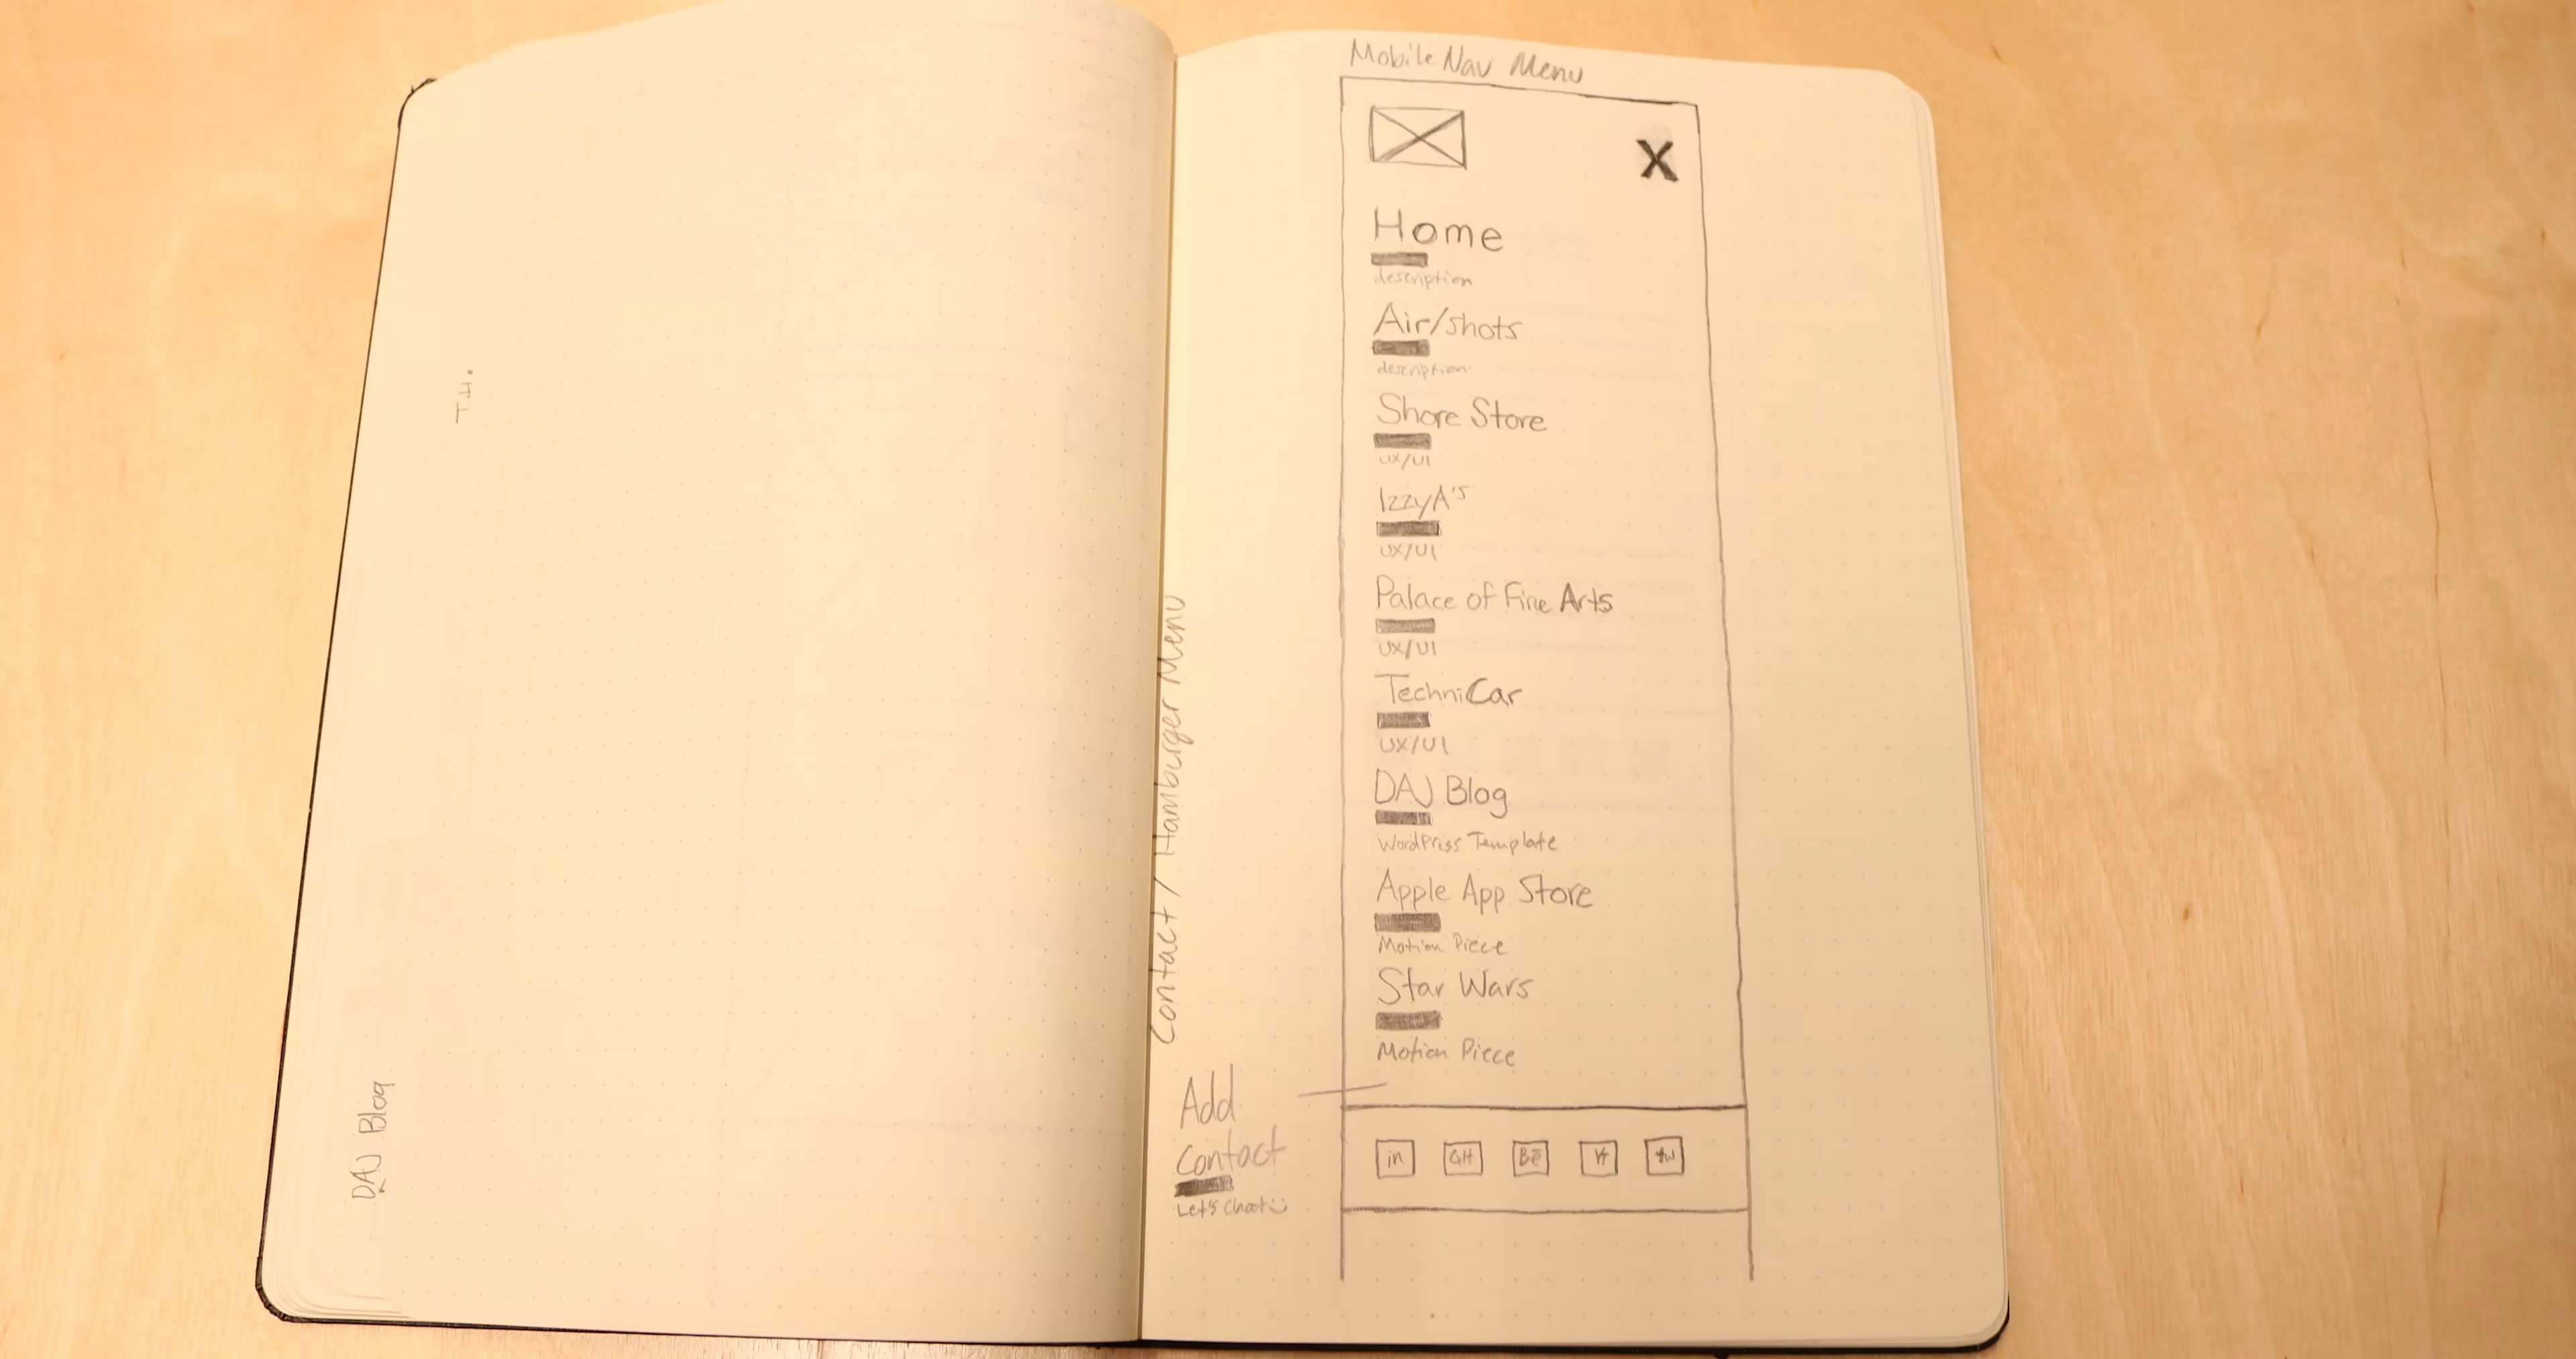 T.H.
DAJ Blog
Contact / Hamburger Menu
Mobile Nav Menu
X
Home
description
Air/shots
description
Shore Store
UX/UI
IzzyA's
UX/UI
Palace of Fine Arts
UX/UI
TechniCar
UX/UI
DAJ Blog
WordPress Template
Apple App Store
Motion Piece
Star Wars
Motion Piece
Add
Contact
Let's Chat :)
in GH Bē tw